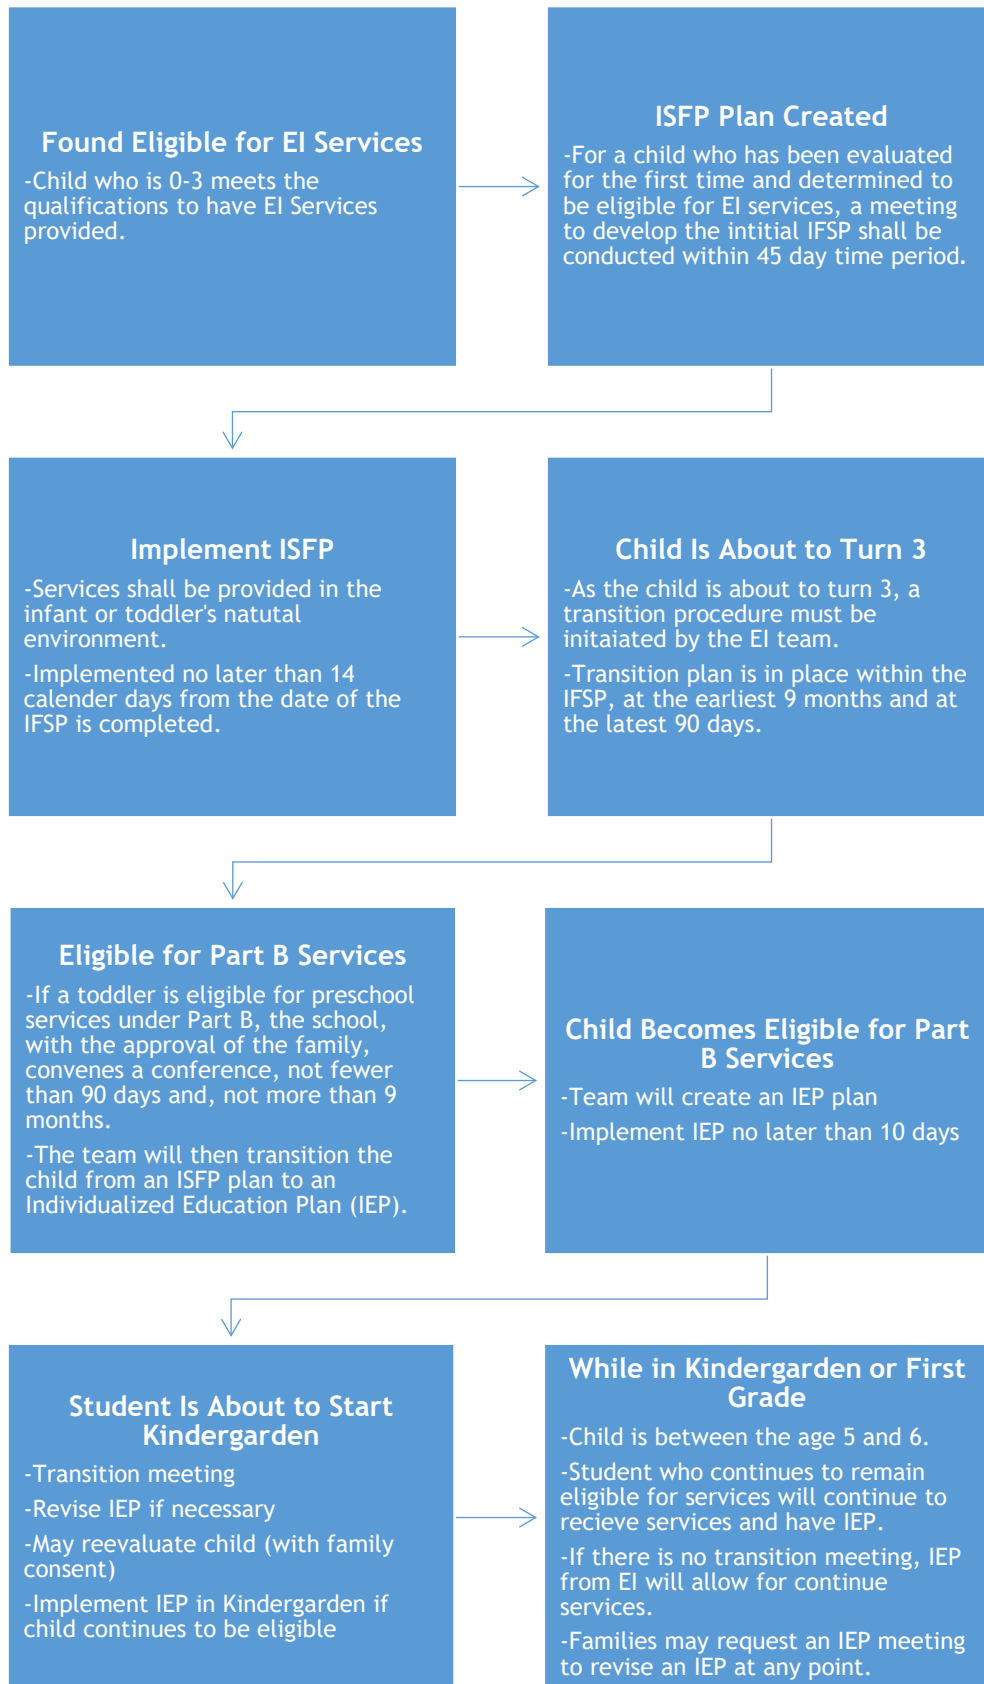 Found Eligible for EI Services
-Child who is 0-3 meets the
qualifications to have EI Services
provided.
ISFP Plan Created
-For a child who has been evaluated
for the first time and determined to
be eligible for EI services, a meeting
to develop the intitial IFSP shall be
conducted within 45 day time period.
Implement ISFP
-Services shall be provided in the
infant or toddler's natutal
environment.
-Implemented no later than 14
calender days from the date of the
IFSP is completed.
Child Is About to Turn 3
-As the child is about to turn 3, a
transition procedure must be
initaiated by the EI team.
-Transition plan is in place within the
IFSP, at the earliest 9 months and at
the latest 90 days.
Eligible for Part B Services
-If a toddler is eligible for preschool
services under Part B, the school,
with the approval of the family,
convenes a conference, not fewer
than 90 days and, not more than 9
months.
-The team will then transition the
child from an ISFP plan to an
Individualized Education Plan (IEP).
Child Becomes Eligible for Part
B Services
-Team will create an IEP plan
-Implement IEP no later than 10 days
Student Is About to Start
Kindergarden
-Transition meeting
-Revise IEP if necessary
-May reevaluate child (with family
consent)
-Implement IEP in Kindergarden if
child continues to be eligible
While in Kindergarden or First
Grade
-Child is between the age 5 and 6.
-Student who continues to remain
eligible for services will continue to
recieve services and have IEP.
-If there is no transition meeting, IEP
from EI will allow for continue
services.
-Families may request an IEP meeting
to revise an IEP at any point.